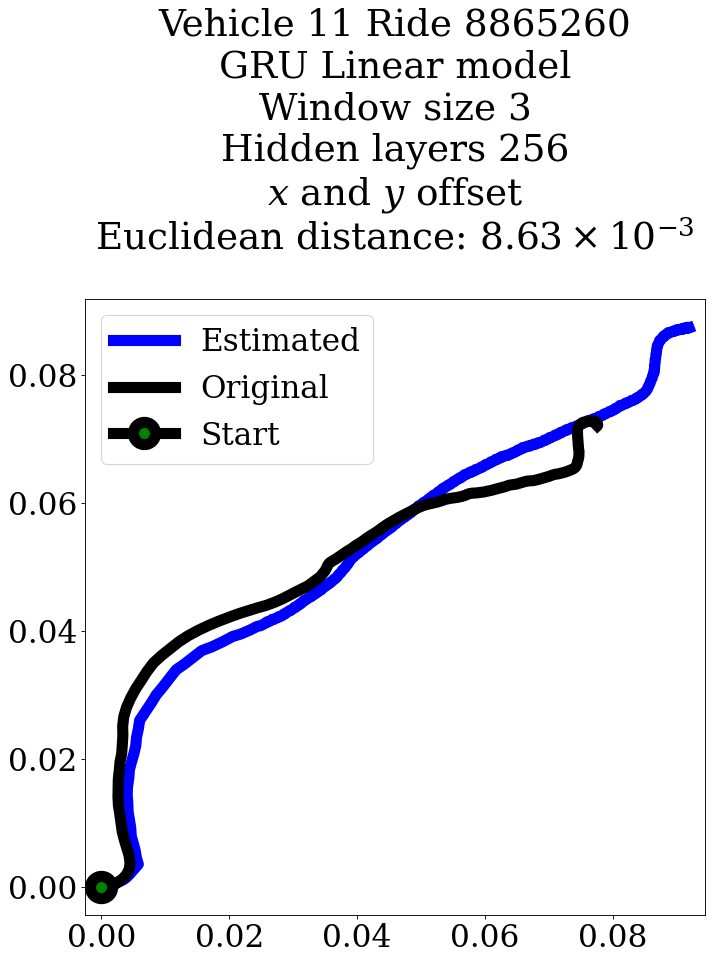 Vehicle 11 Ride 8865260
GRU Linear model
Window size 3
Hidden layers 256
x and y offset
Euclidean distance: 8.63 × 10⁻³
Estimated
Original
Start
0.08
0.06
0.04
0.02
0.00
0.00 0.02 0.04 0.06 0.08